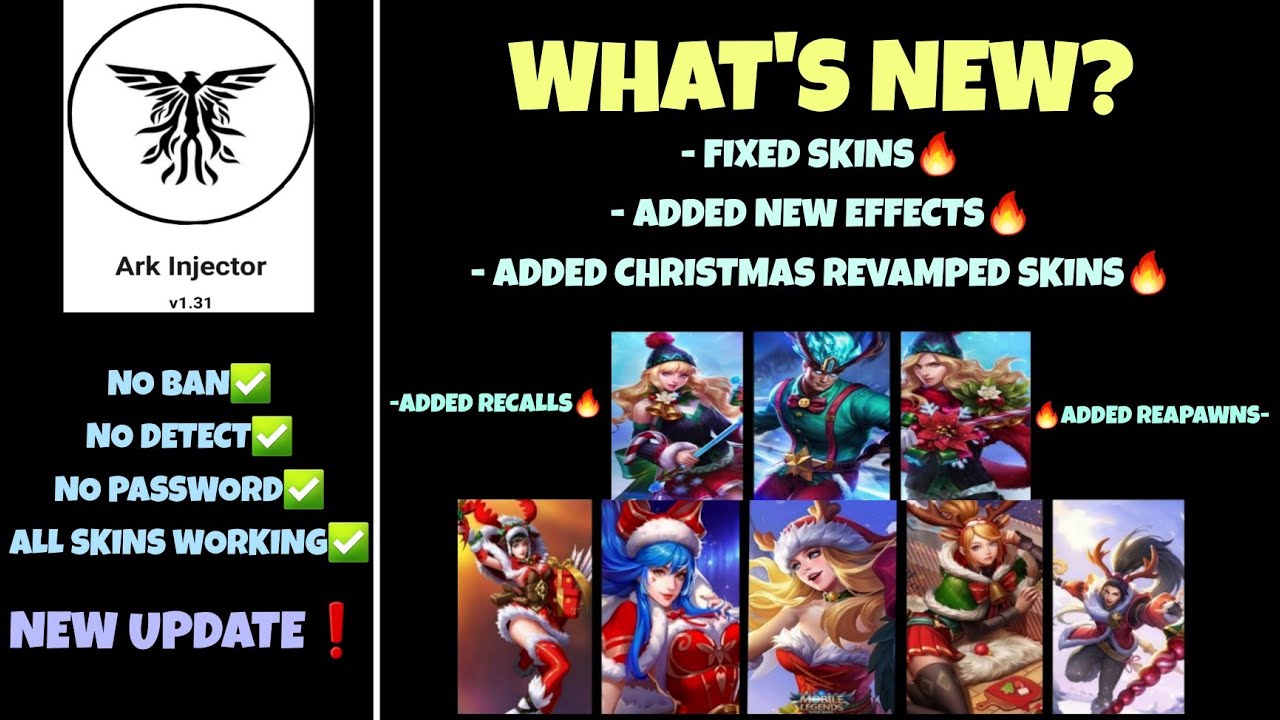 Ark Injector
v1.31
NO BAN✅
NO DETECT✅
NO PASSWORD✅
ALL SKINS WORKING✅
NEW UPDATE❗
WHAT'S NEW?
- FIXED SKINS🔥
- ADDED NEW EFFECTS🔥
- ADDED CHRISTMAS REVAMPED SKINS🔥
-ADDED RECALLS🔥
🔥ADDED REAPAWNS-
MOBILE
LEGENDS